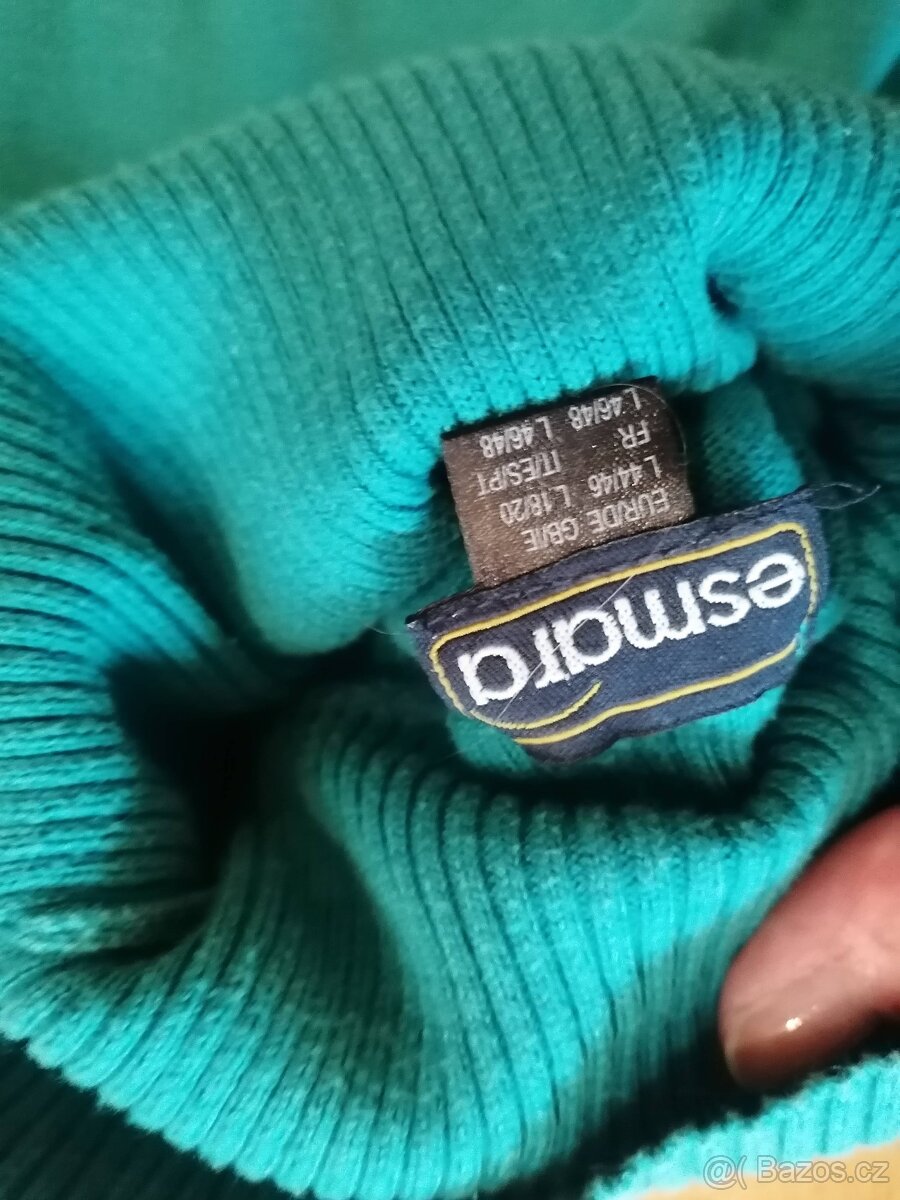 esmara
EUR/DE GB/IE
L 44/46 L 18/20
FR IT/ES/PT
L 46/48 L 46/48
@( Bazos.cz